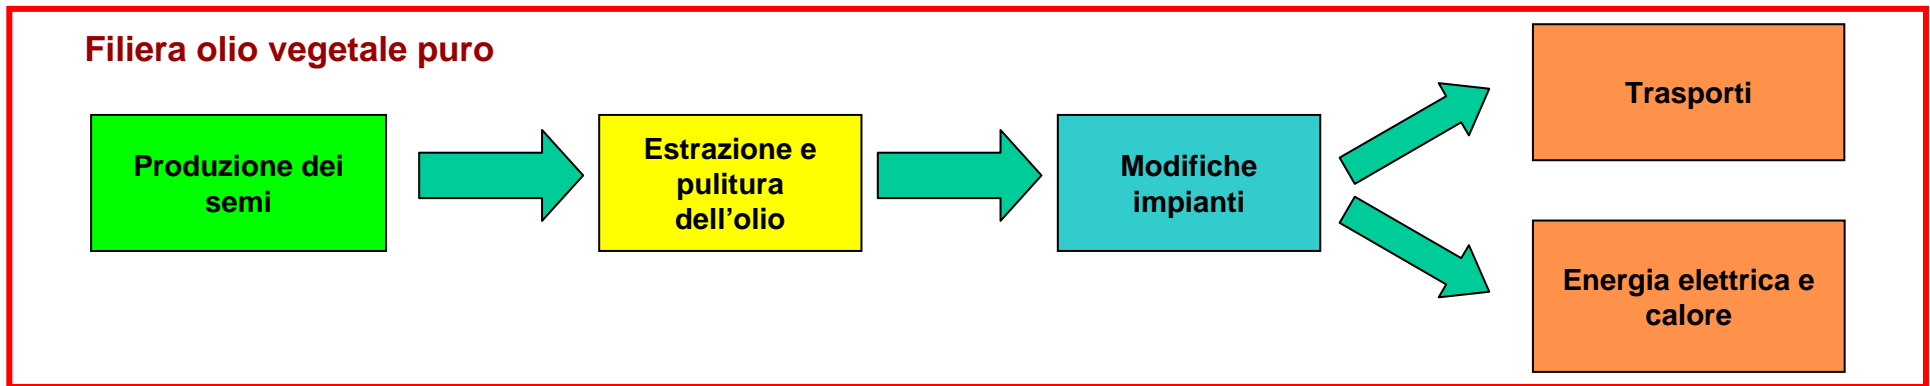 Filiera olio vegetale puro
Produzione dei
semi
Estrazione e
pulitura
dell’olio
Modifiche
impianti
Trasporti
Energia elettrica e
calore